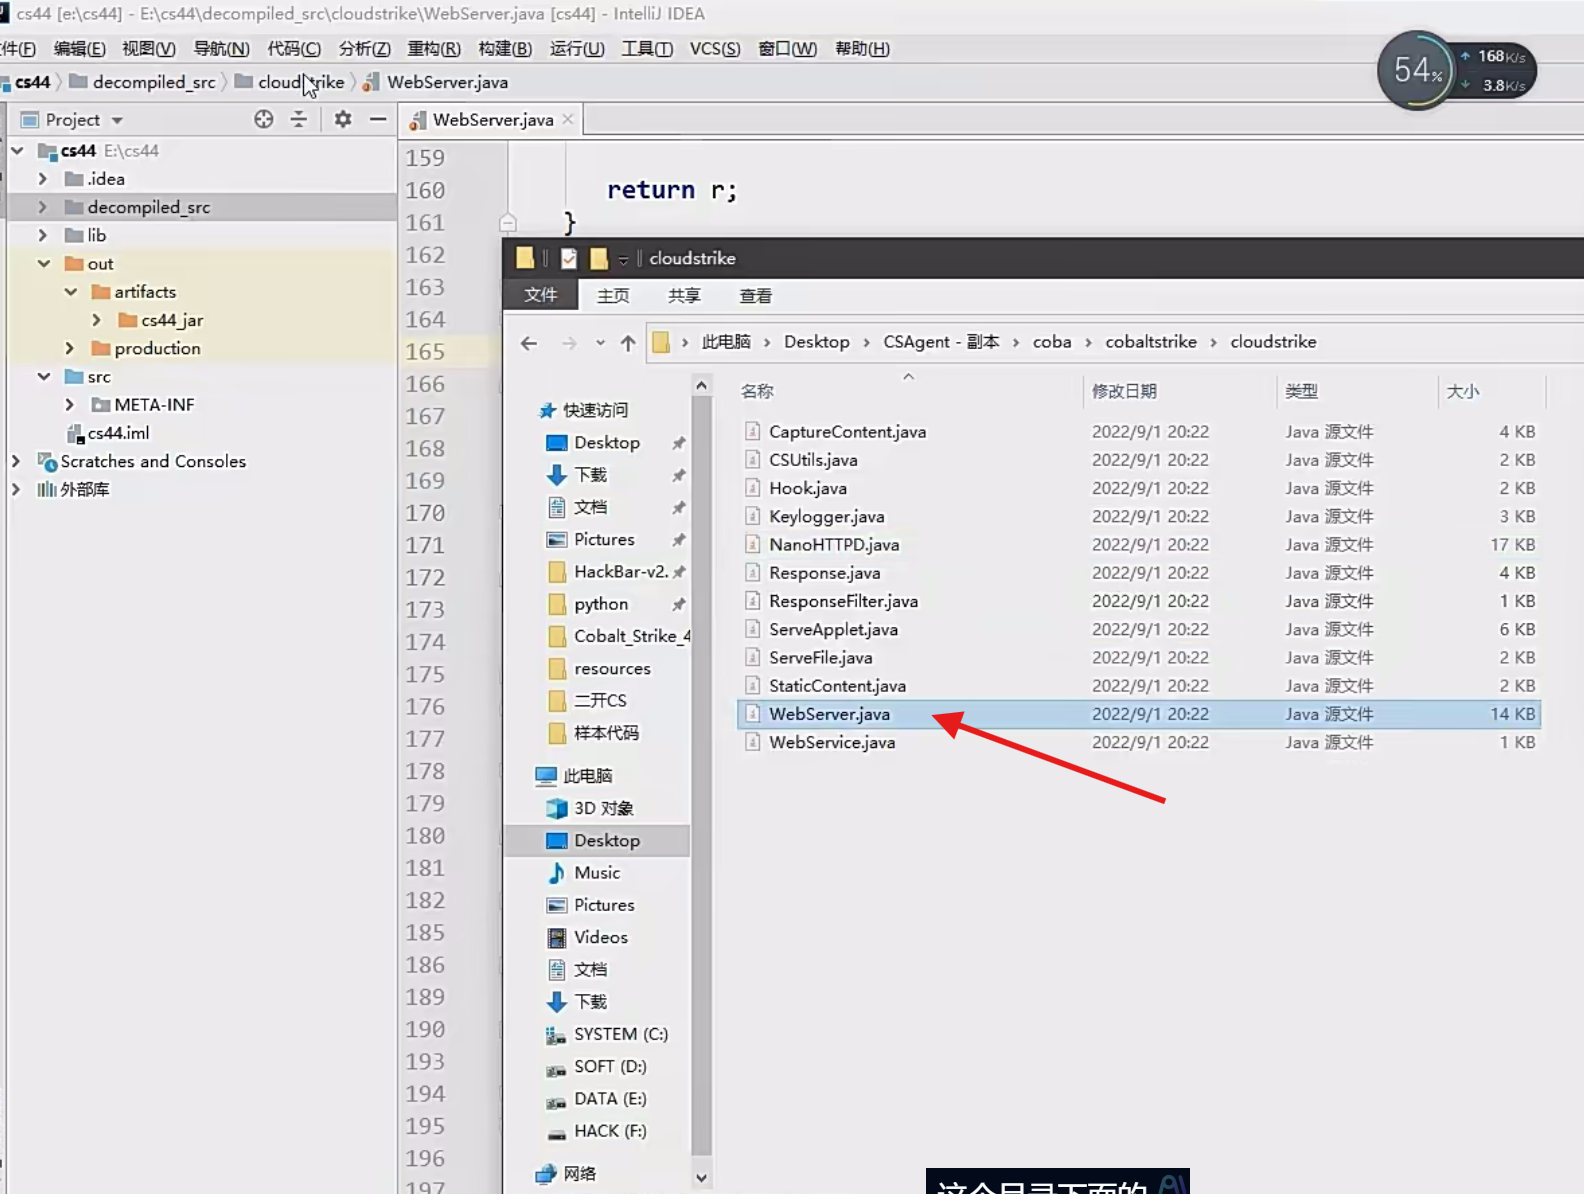 cs44 [e:\cs44] - E:\cs44\decompiled_src\cloudstrike\WebServer.java [cs44] - IntelliJ IDEA
件(F) 编辑(E) 视图(V) 导航(N) 代码(C) 分析(Z) 重构(R) 构建(B) 运行(U) 工具(T) VCS(S) 窗口(W) 帮助(H)
54% 168K/s
3.8K/s
cs44 decompiled_src cloudstrike WebServer.java
Project WebServer.java
cs44 E:\cs44
.idea
decompiled_src
lib
out
artifacts
cs44_jar
production
src
META-INF
cs44.iml
Scratches and Consoles
外部库
159
160 return r;
161 }
162
163
164
165
166
167
168
169
170
171
172
173
174
175
176
177
178
179
180
181
182
185
186
189
190
193
194
195
196
197
cloudstrike
文件 主页 共享 查看
此电脑 Desktop CSAgent - 副本 coba cobaltstrike cloudstrike
快速访问
Desktop
下载
文档
Pictures
HackBar-v2.
python
Cobalt_Strike_4
resources
二开CS
样本代码
此电脑
3D 对象
Desktop
Music
Pictures
Videos
文档
下载
SYSTEM (C:)
SOFT (D:)
DATA (E:)
HACK (F:)
网络
名称 修改日期 类型 大小
CaptureContent.java 2022/9/1 20:22 Java 源文件 4 KB
CSUtils.java 2022/9/1 20:22 Java 源文件 2 KB
Hook.java 2022/9/1 20:22 Java 源文件 2 KB
Keylogger.java 2022/9/1 20:22 Java 源文件 3 KB
NanoHTTPD.java 2022/9/1 20:22 Java 源文件 17 KB
Response.java 2022/9/1 20:22 Java 源文件 4 KB
ResponseFilter.java 2022/9/1 20:22 Java 源文件 1 KB
ServeApplet.java 2022/9/1 20:22 Java 源文件 6 KB
ServeFile.java 2022/9/1 20:22 Java 源文件 2 KB
StaticContent.java 2022/9/1 20:22 Java 源文件 2 KB
WebServer.java 2022/9/1 20:22 Java 源文件 14 KB
WebService.java 2022/9/1 20:22 Java 源文件 1 KB
这个目录下面的